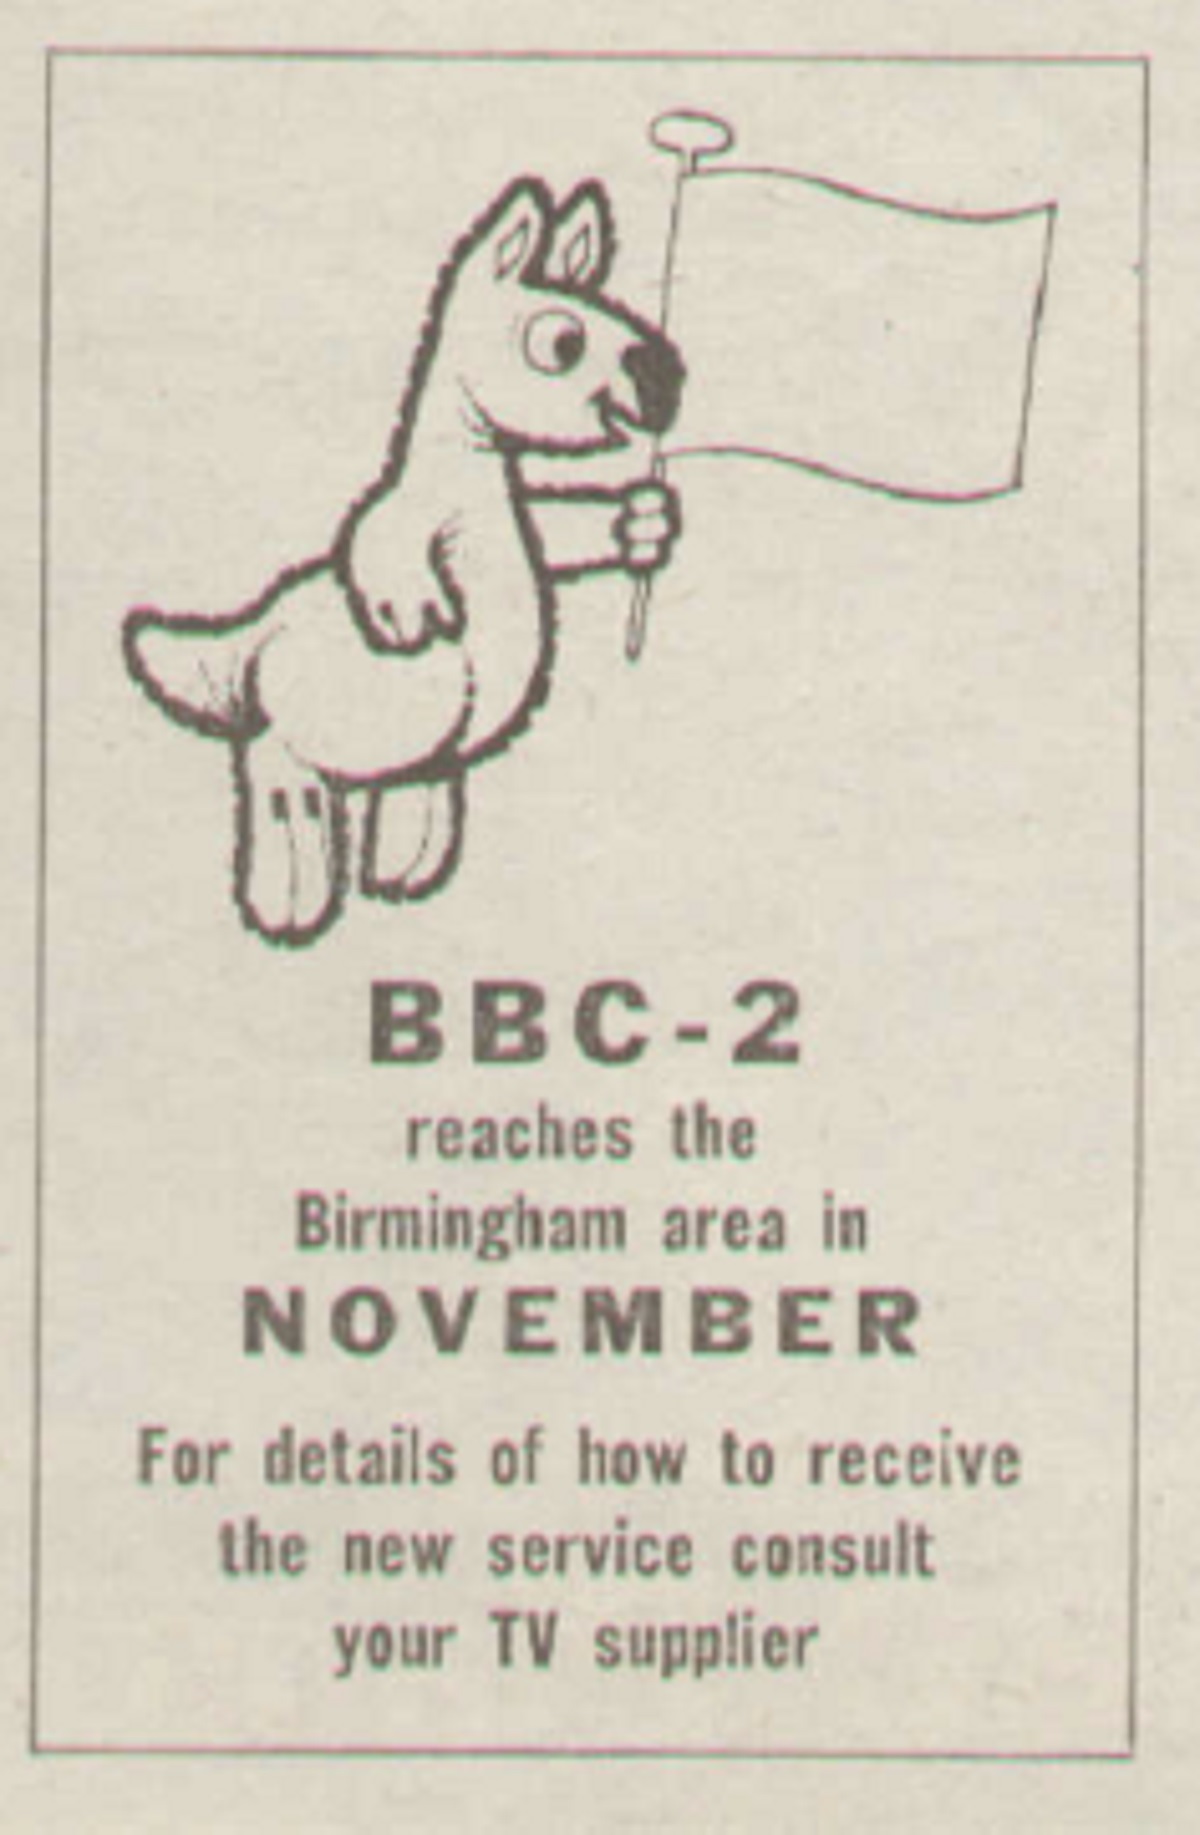 BBC-2
reaches the
Birmingham area in
NOVEMBER
For details of how to receive
the new service consult
your TV supplier